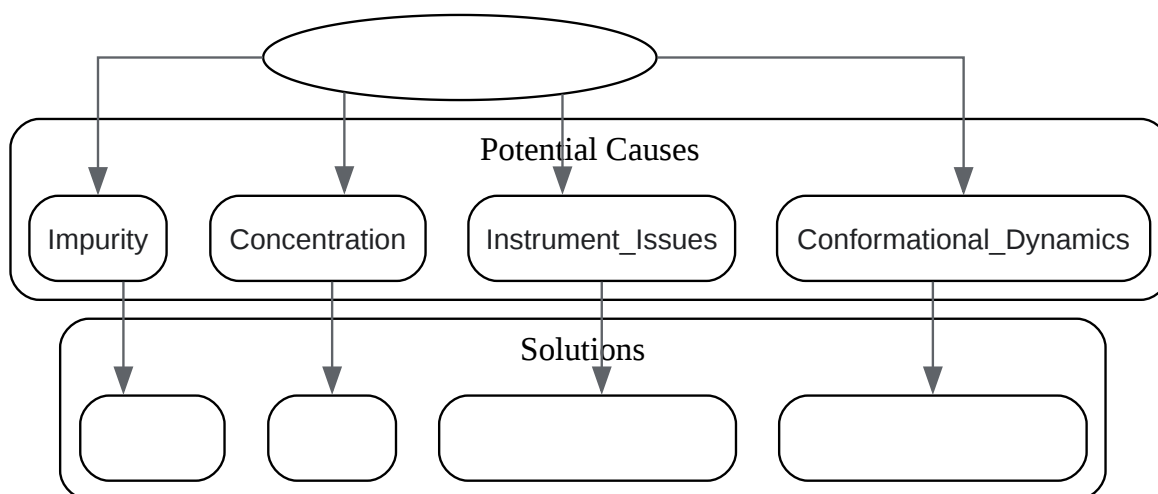 Potential Causes
Impurity
Concentration
Instrument_Issues
Conformational_Dynamics
Solutions